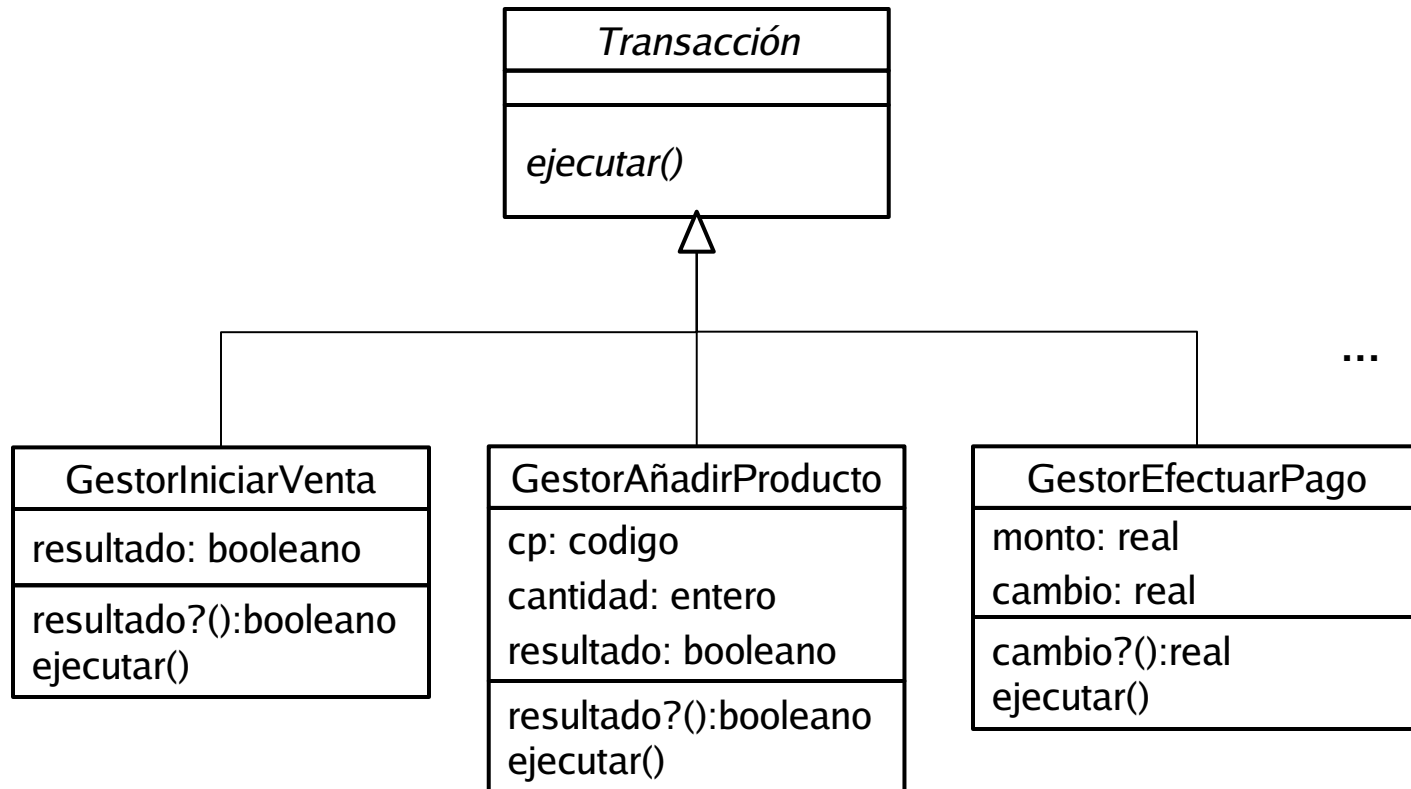 Transacción
ejecutar()
...
GestorIniciarVenta
resultado: booleano
resultado?():booleano
ejecutar()
GestorAñadirProducto
cp: codigo
cantidad: entero
resultado: booleano
resultado?():booleano
ejecutar()
GestorEfectuarPago
monto: real
cambio: real
cambio?():real
ejecutar()